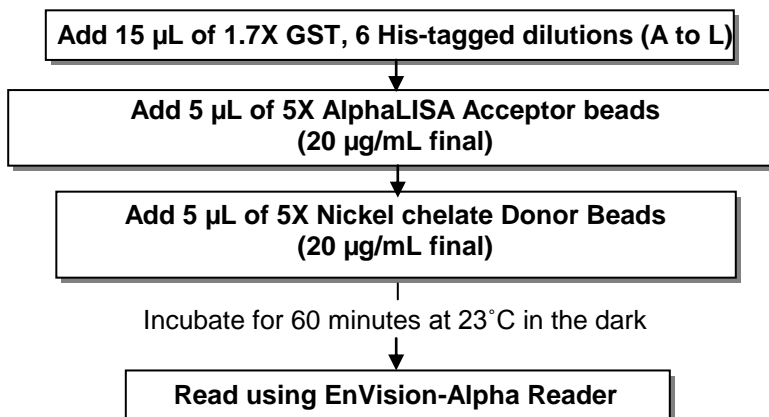 Add 15 µL of 1.7X GST, 6 His-tagged dilutions (A to L)
Add 5 µL of 5X AlphaLISA Acceptor beads
(20 µg/mL final)
Add 5 µL of 5X Nickel chelate Donor Beads
(20 µg/mL final)
Incubate for 60 minutes at 23˚C in the dark
Read using EnVision-Alpha Reader